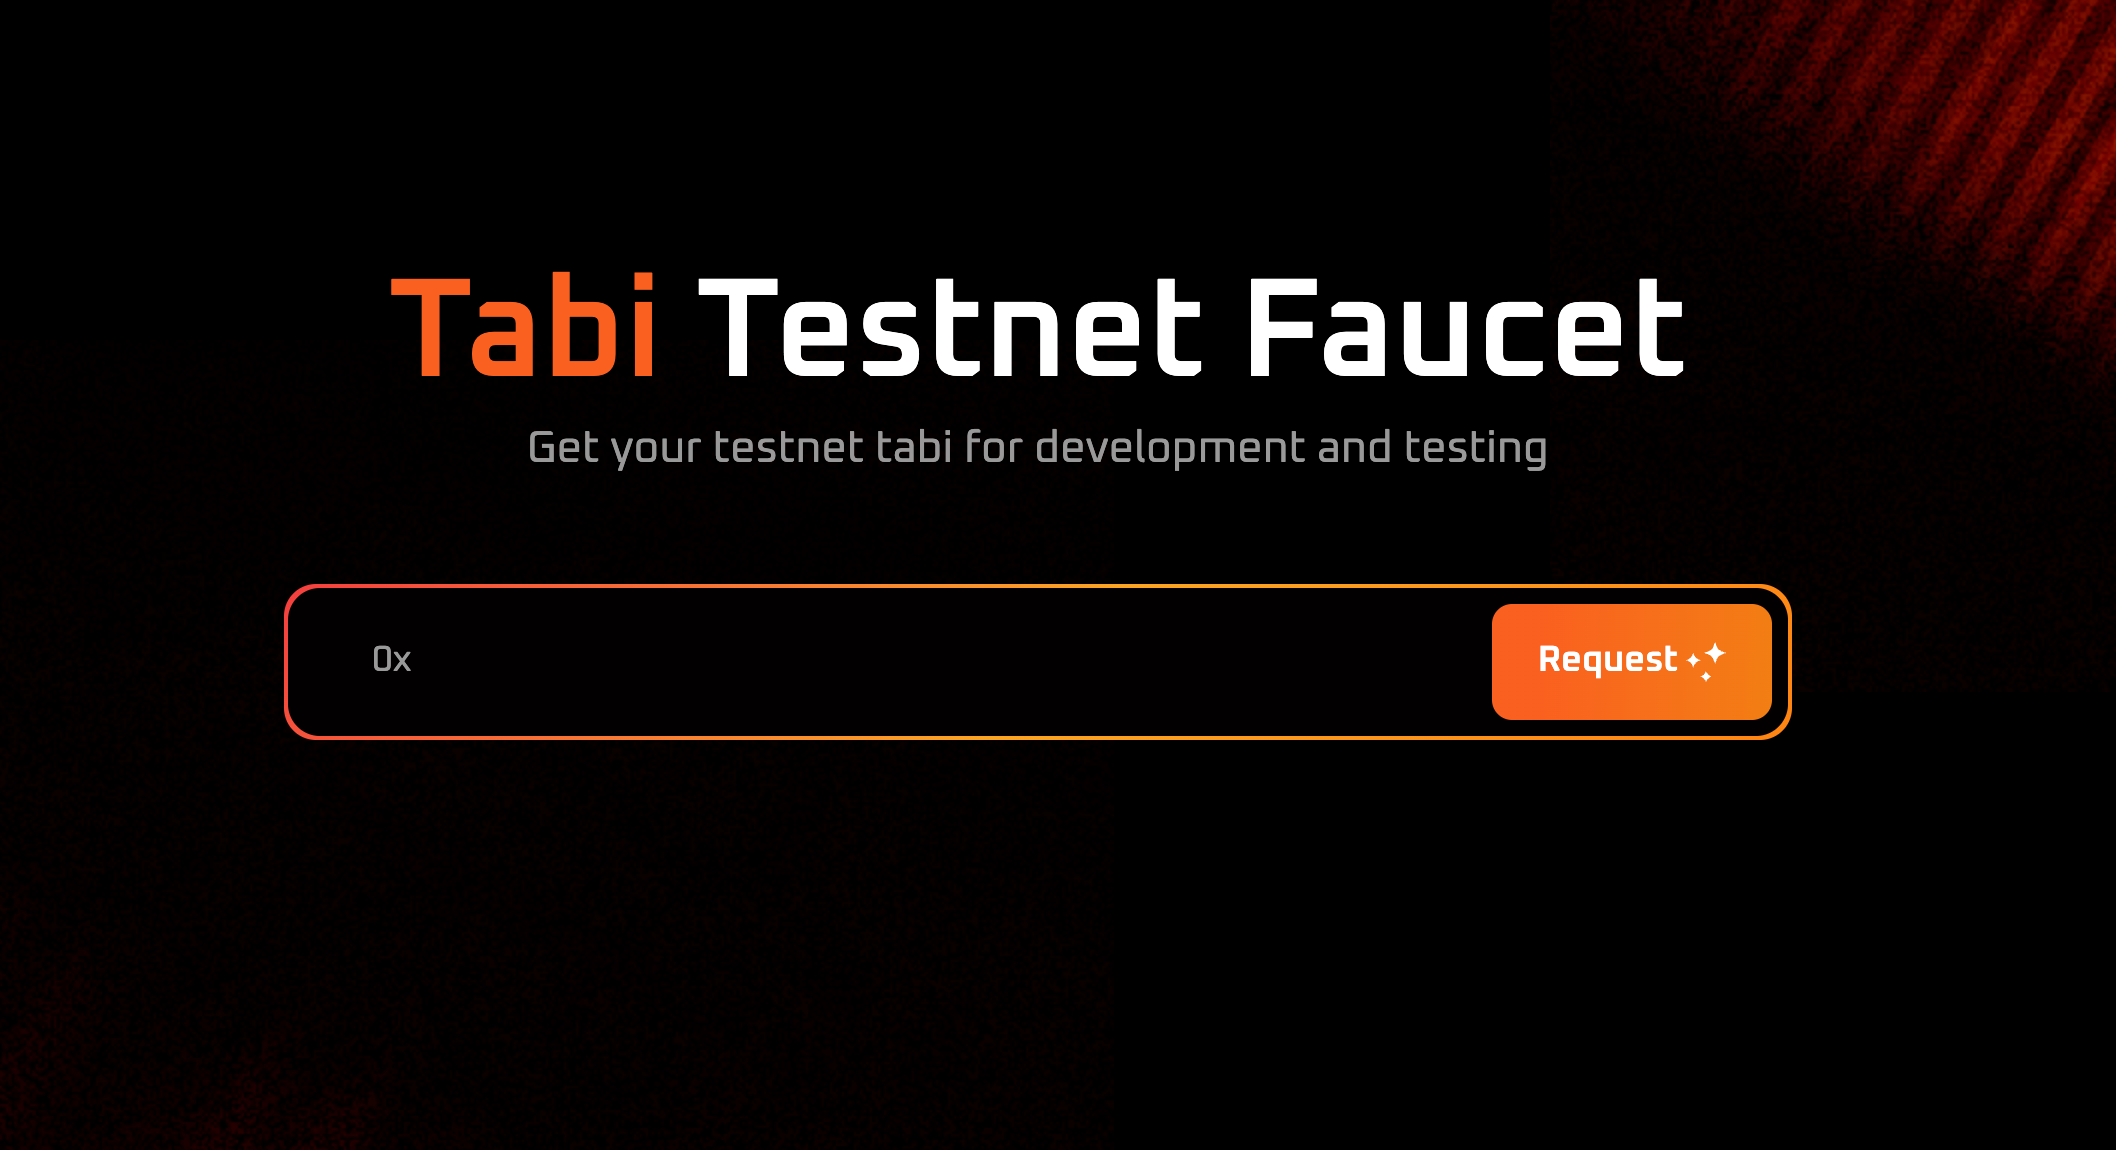 Tabi Testnet Faucet
Get your testnet tabi for development and testing
0x
Request